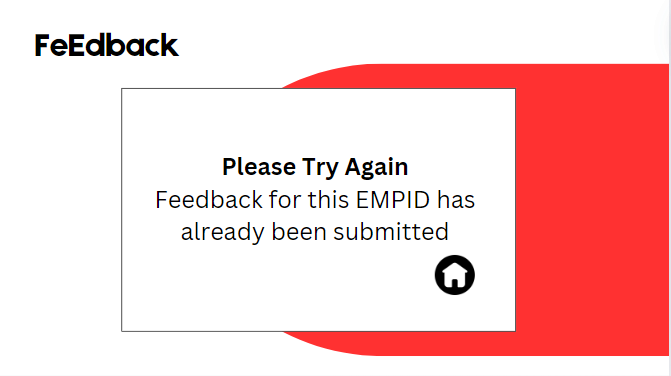 FeEdback
Please Try Again
Feedback for this EMPID has
already been submitted